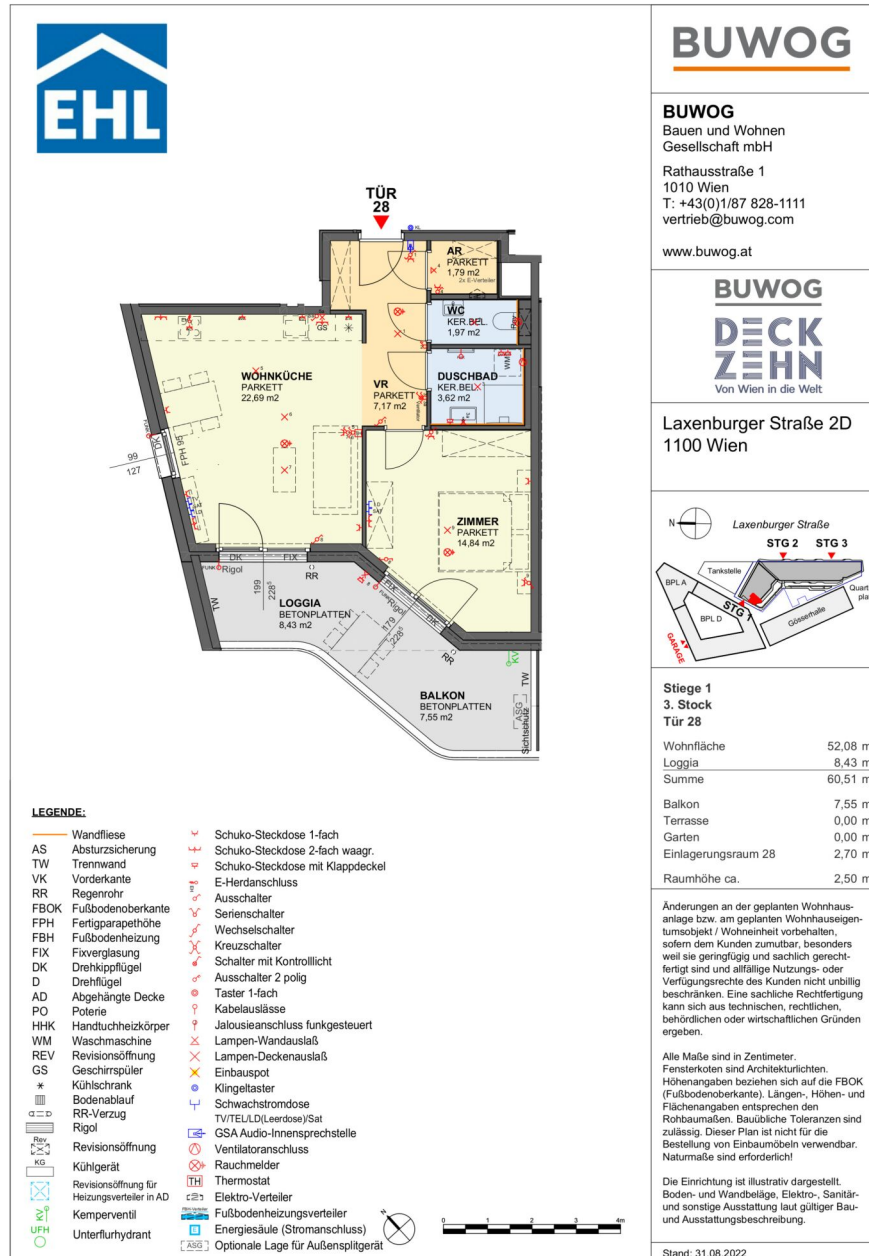 EHL
TÜR
28
AR
PARKETT
1,79 m2
2x E-Verteiler
WC
KER.BEL.
1,97 m2
DUSCHBAD
KER.BEL.
3,62 m2
WM
WOHNKÜCHE
PARKETT
22,69 m2
GS
VR
PARKETT
7,17 m2
ZIMMER
PARKETT
14,84 m2
DK
FPH 95
99
127
DK
FIX
Rigol
RR
199
228⁵
TW
LOGGIA
BETONPLATTEN
8,43 m2
FIX
Rigol
DK
179
228⁵
RR
KV
TW
ASG
Sichtschutz
BALKON
BETONPLATTEN
7,55 m2
LEGENDE:
Wandfliese
AS Absturzsicherung
TW Trennwand
VK Vorderkante
RR Regenrohr
FBOK Fußbodenoberkante
FPH Fertigparapethöhe
FBH Fußbodenheizung
FIX Fixverglasung
DK Drehkippflügel
D Drehflügel
AD Abgehängte Decke
PO Poterie
HHK Handtuchheizkörper
WM Waschmaschine
REV Revisionsöffnung
GS Geschirrspüler
Kühlschrank
Bodenablauf
RR-Verzug
Rigol
Rev Revisionsöffnung
KG Kühlgerät
Revisionsöffnung für
Heizungsverteiler in AD
KV Kemperventil
UFH Unterflurhydrant
Schuko-Steckdose 1-fach
Schuko-Steckdose 2-fach waagr.
Schuko-Steckdose mit Klappdeckel
E-Herdanschluss
Ausschalter
Serienschalter
Wechselschalter
Kreuzschalter
Schalter mit Kontrolllicht
Ausschalter 2 polig
Taster 1-fach
Kabelauslässe
Jalousieanschluss funkgesteuert
Lampen-Wandauslaß
Lampen-Deckenauslaß
Einbauspot
Klingeltaster
Schwachstromdose
TV/TEL/LD(Leerdose)/Sat
GSA Audio-Innensprechstelle
Ventilatoranschluss
Rauchmelder
TH Thermostat
Elektro-Verteiler
Fußbodenheizungsverteiler
E Energiesäule (Stromanschluss)
ASG Optionale Lage für Außensplitgerät
N
0 1 2 3 4m
BUWOG
BUWOG
Bauen und Wohnen
Gesellschaft mbH
Rathausstraße 1
1010 Wien
T: +43(0)1/87 828-1111
vertrieb@buwog.com
www.buwog.at
BUWOG
DECK
ZEHN
Von Wien in die Welt
Laxenburger Straße 2D
1100 Wien
N
Laxenburger Straße
STG 2 STG 3
Tankstelle
BPL A
BPL D
STG 1
GARAGE
Gösserhalle
Quart
plat
Stiege 1
3. Stock
Tür 28
Wohnfläche 52,08 m
Loggia 8,43 m
Summe 60,51 m
Balkon 7,55 m
Terrasse 0,00 m
Garten 0,00 m
Einlagerungsraum 28 2,70 m
Raumhöhe ca. 2,50 m
Änderungen an der geplanten Wohnhaus-
anlage bzw. am geplanten Wohnhauseigen-
tumsobjekt / Wohneinheit vorbehalten,
sofern dem Kunden zumutbar, besonders
weil sie geringfügig und sachlich gerecht-
fertigt sind und allfällige Nutzungs- oder
Verfügungsrechte des Kunden nicht unbillig
beschränken. Eine sachliche Rechtfertigung
kann sich aus technischen, rechtlichen,
behördlichen oder wirtschaftlichen Gründen
ergeben.
Alle Maße sind in Zentimeter.
Fensterkoten sind Architekturlichten.
Höhenangaben beziehen sich auf die FBOK
(Fußbodenoberkante). Längen-, Höhen- und
Flächenangaben entsprechen den
Rohbaumaßen. Bauübliche Toleranzen sind
zulässig. Dieser Plan ist nicht für die
Bestellung von Einbaumöbeln verwendbar.
Naturmaße sind erforderlich!
Die Einrichtung ist illustrativ dargestellt.
Boden- und Wandbeläge, Elektro-, Sanitär-
und sonstige Ausstattung laut gültiger Bau-
und Ausstattungsbeschreibung.
Stand: 31.08.2022